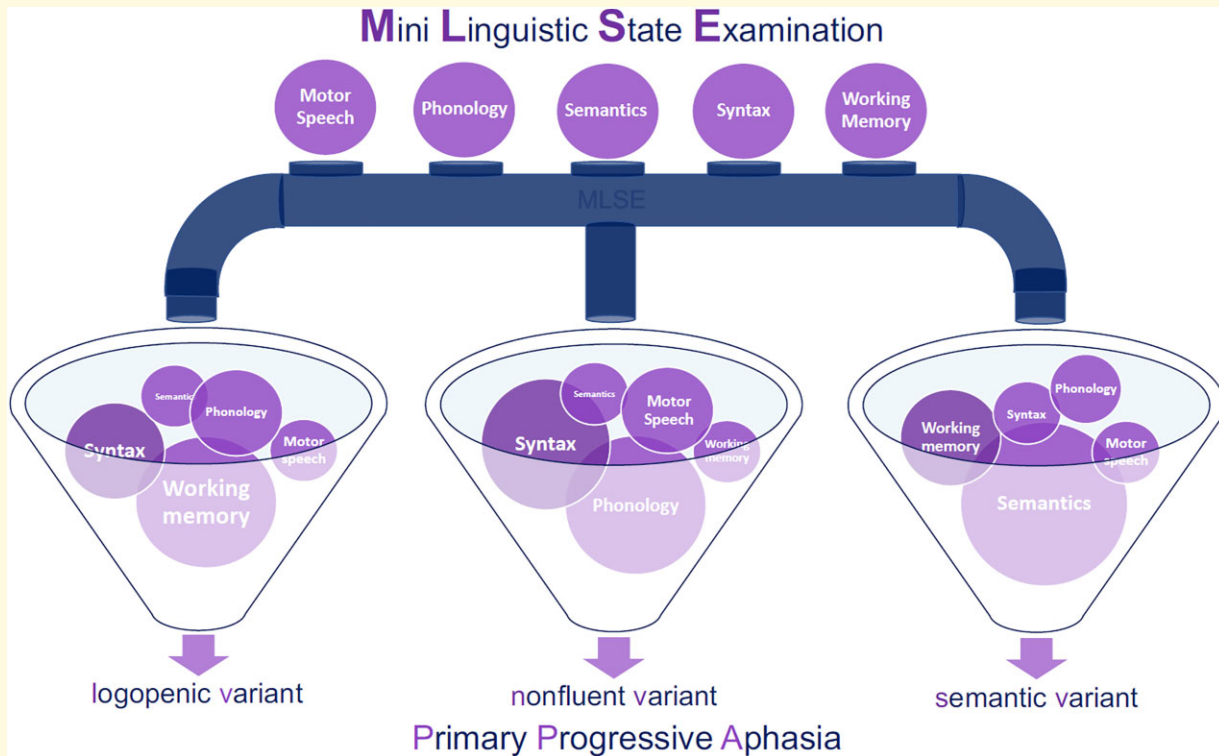 Mini Linguistic State Examination
Motor
Speech
Phonology
Semantics
Syntax
Working
Memory
MLSE
Semantic
Phonology
Syntax
Motor
speech
Working
memory
Semantics
Motor
Speech
Syntax
Working
memory
Phonology
Phonology
Syntax
Working
memory
Motor
Speech
Semantics
logopenic variant
nonfluent variant
semantic variant
Primary Progressive Aphasia